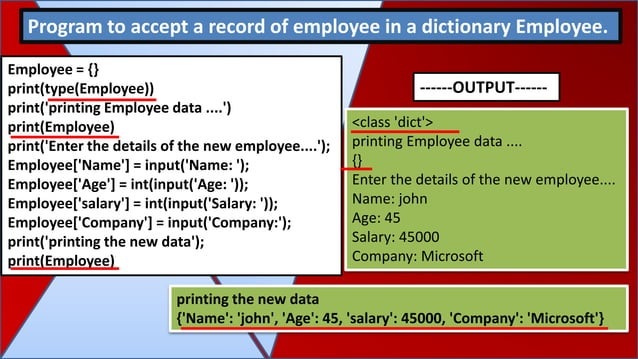 Program to accept a record of employee in a dictionary Employee.
Employee = {}
print(type(Employee))
print('printing Employee data ....')
print(Employee)
print('Enter the details of the new employee....');
Employee['Name'] = input('Name: ');
Employee['Age'] = int(input('Age: '));
Employee['salary'] = int(input('Salary: '));
Employee['Company'] = input('Company:');
print('printing the new data');
print(Employee)
------OUTPUT------
<class 'dict'>
printing Employee data ....
{}
Enter the details of the new employee....
Name: john
Age: 45
Salary: 45000
Company: Microsoft
printing the new data
{'Name': 'john', 'Age': 45, 'salary': 45000, 'Company': 'Microsoft'}